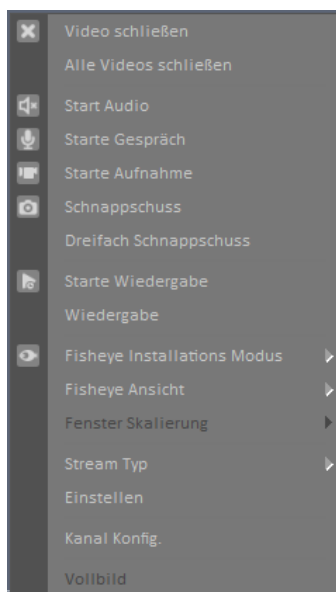 Video schließen
Alle Videos schließen
Start Audio
Starte Gespräch
Starte Aufnahme
Schnappschuss
Dreifach Schnappschuss
Starte Wiedergabe
Wiedergabe
Fisheye Installations Modus
Fisheye Ansicht
Fenster Skalierung
Stream Typ
Einstellen
Kanal Konfig.
Vollbild